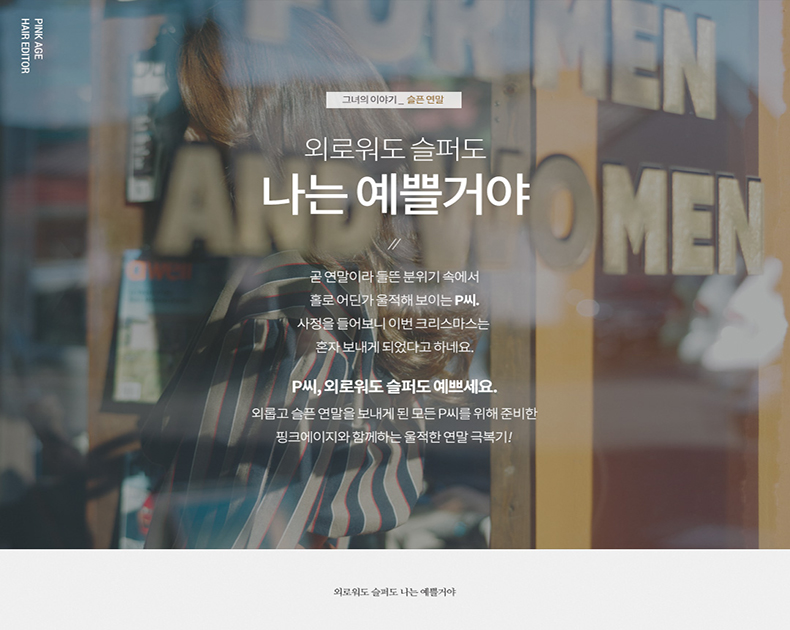 PINK AGE
HAIR EDITOR
FOR MEN
AND WOMEN
그녀의 이야기 _ 슬픈 연말
외로워도 슬퍼도
나는 예쁠거야
//
곧 연말이라 들뜬 분위기 속에서
홀로 어딘가 울적해 보이는 P씨.
사정을 들어보니 이번 크리스마스는
혼자 보내게 되었다고 하네요.
P씨, 외로워도 슬퍼도 예쁘세요.
외롭고 슬픈 연말을 보내게 된 모든 P씨를 위해 준비한
핑크에이지와 함께하는 울적한 연말 극복기!
외로워도 슬퍼도 나는 예쁠거야